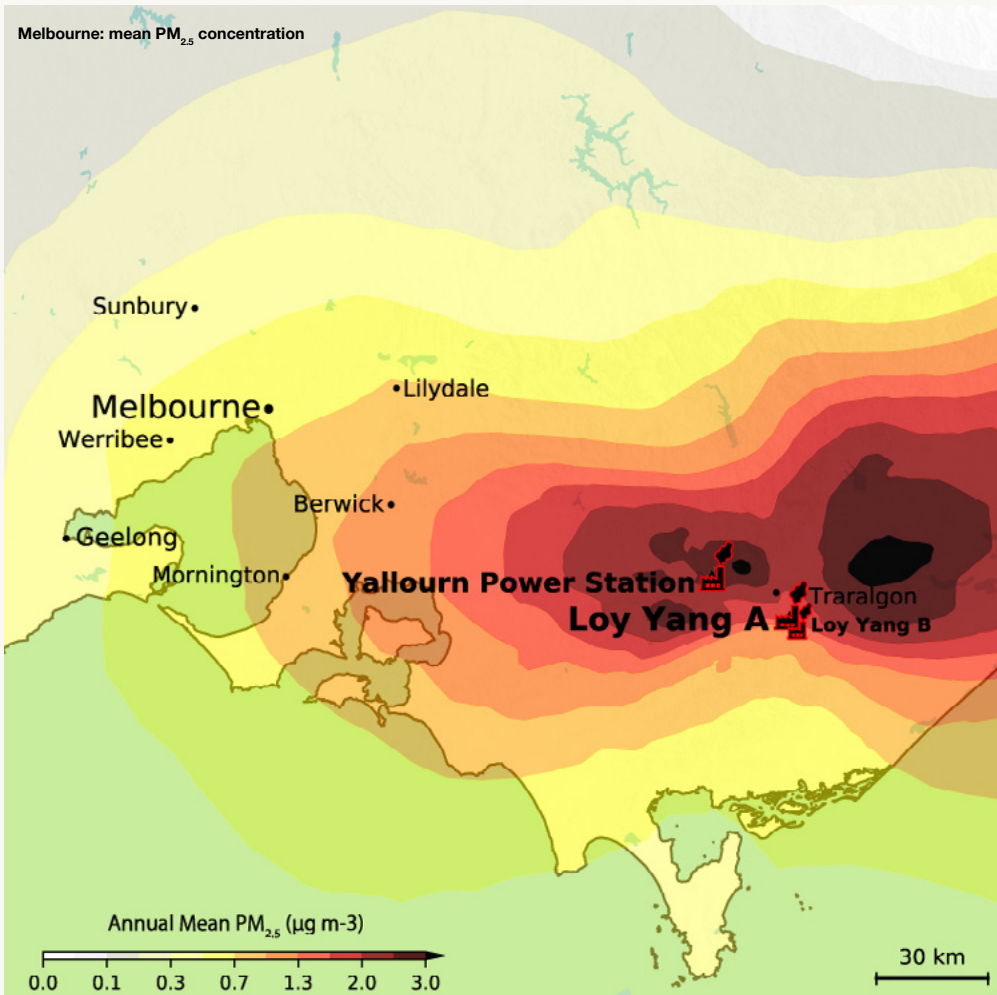 Melbourne: mean PM2.5 concentration
Sunbury
Lilydale
Melbourne
Werribee
Berwick
Geelong
Mornington
Yallourn Power Station
Traralgon
Loy Yang A
Loy Yang B
Annual Mean PM2.5 (µg m-3)
0.0 0.1 0.3 0.7 1.3 2.0 3.0
30 km